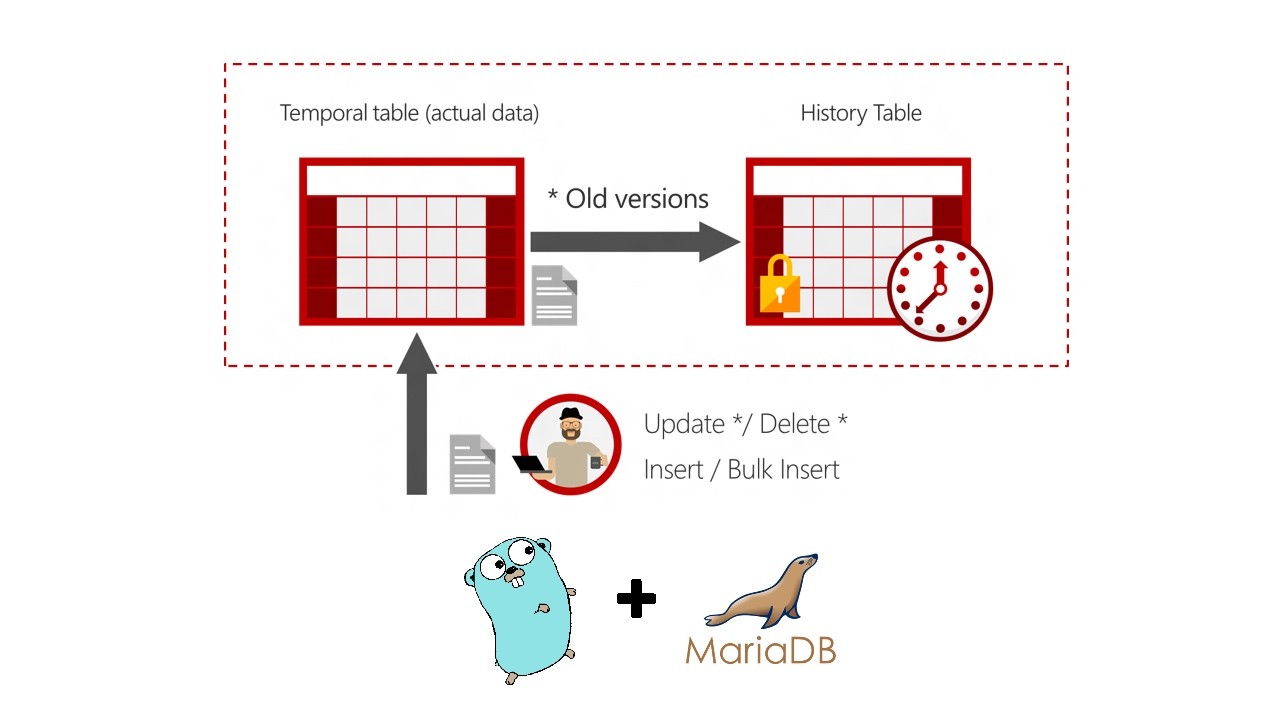 Temporal table (actual data)
History Table
* Old versions
Update */ Delete *
Insert / Bulk Insert
MariaDB